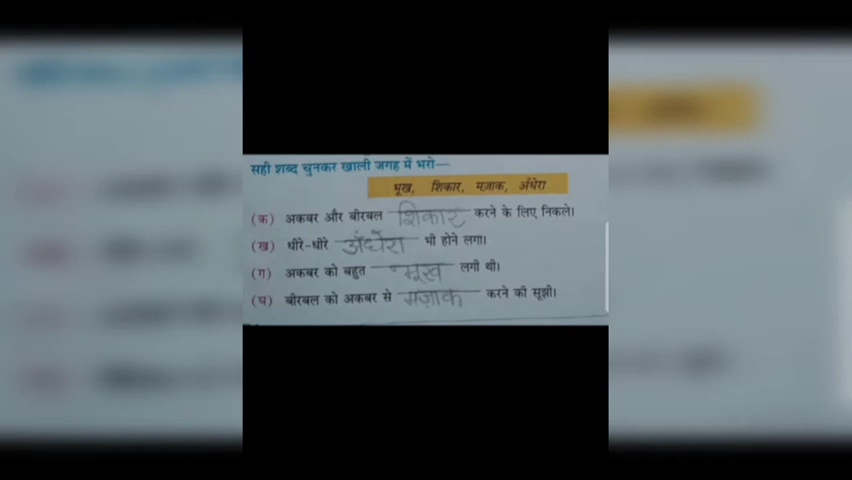 सही शब्द चुनकर खाली जगह में भरो—
भूख, शिकार, मज़ाक, अँधेरा
(क) अकबर और बीरबल शिकार करने के लिए निकले।
(ख) धीरे-धीरे अँधेरा भी होने लगा।
(ग) अकबर को बहुत भूख लगी थी।
(घ) बीरबल को अकबर से मज़ाक करने की सूझी।